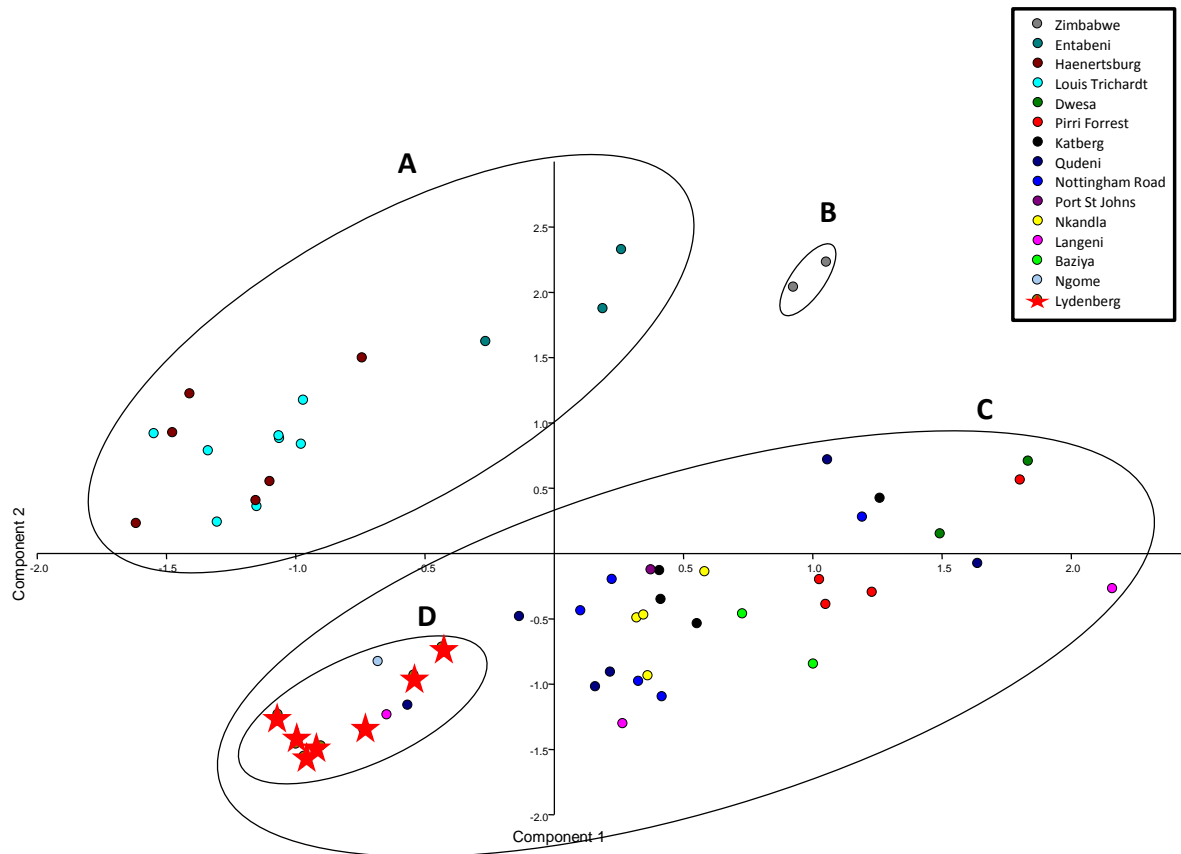 Zimbabwe
Entabeni
Haenertsburg
Louis Trichardt
Dwesa
Pirri Forrest
Katberg
Qudeni
Nottingham Road
Port St Johns
Nkandla
Langeni
Baziya
Ngome
Lydenberg
A
B
C
D
2.5
2.0
1.5
1.0
0.5
-2.0 -1.5 -1.0 -0.5 0.5 1.0 1.5 2.0
-0.5
-1.0
-1.5
-2.0
Component 2
Component 1